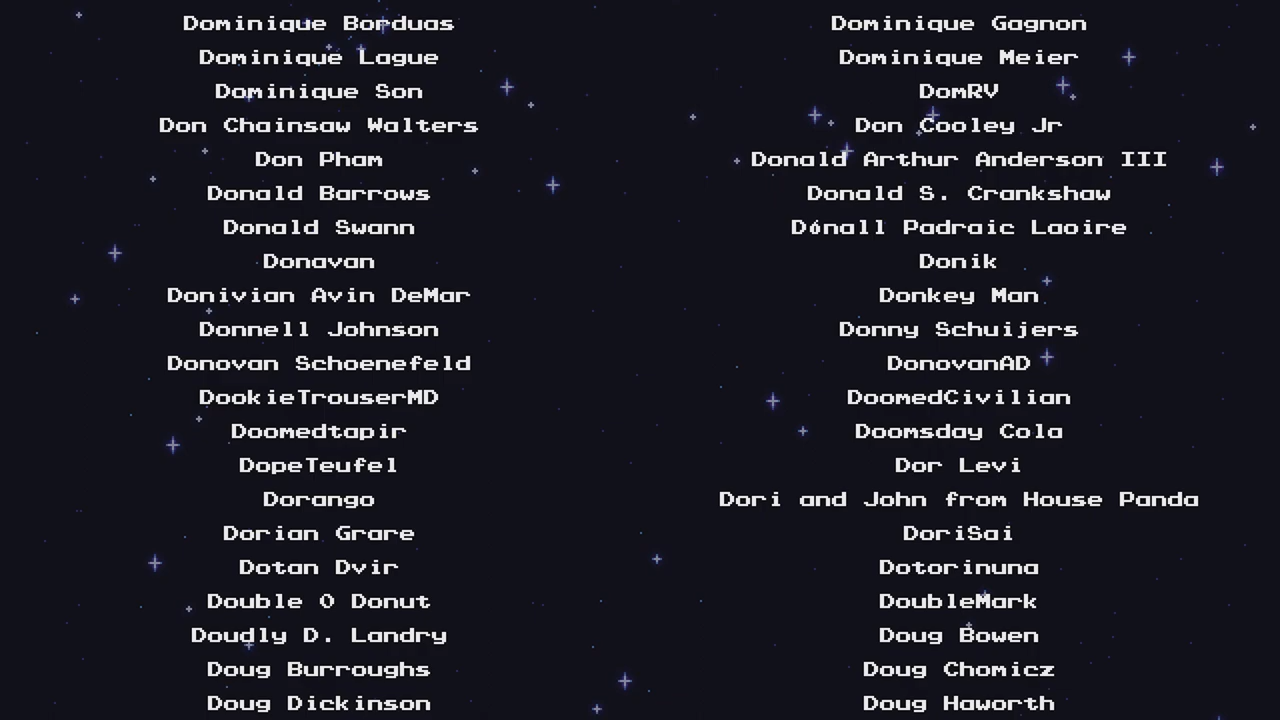 Dominique Borduas
Dominique Gagnon
Dominique Lague
Dominique Meier
Dominique Son
DomRV
Don Chainsaw Walters
Don Cooley Jr
Don Pham
Donald Arthur Anderson III
Donald Barrows
Donald S. Crankshaw
Donald Swann
Dónall Padraic Laoire
Donavan
Donik
Donivian Avin DeMar
Donkey Man
Donnell Johnson
Donny Schuijers
Donovan Schoenefeld
DonovanAD
DookieTrouserMD
DoomedCivilian
Doomedtapir
Doomsday Cola
DopeTeufel
Dor Levi
Dorango
Dori and John from House Panda
Dorian Grare
DoriSai
Dotan Dvir
Dotorinuna
Double O Donut
DoubleMark
Doudly D. Landry
Doug Bowen
Doug Burroughs
Doug Chomicz
Doug Dickinson
Doug Haworth